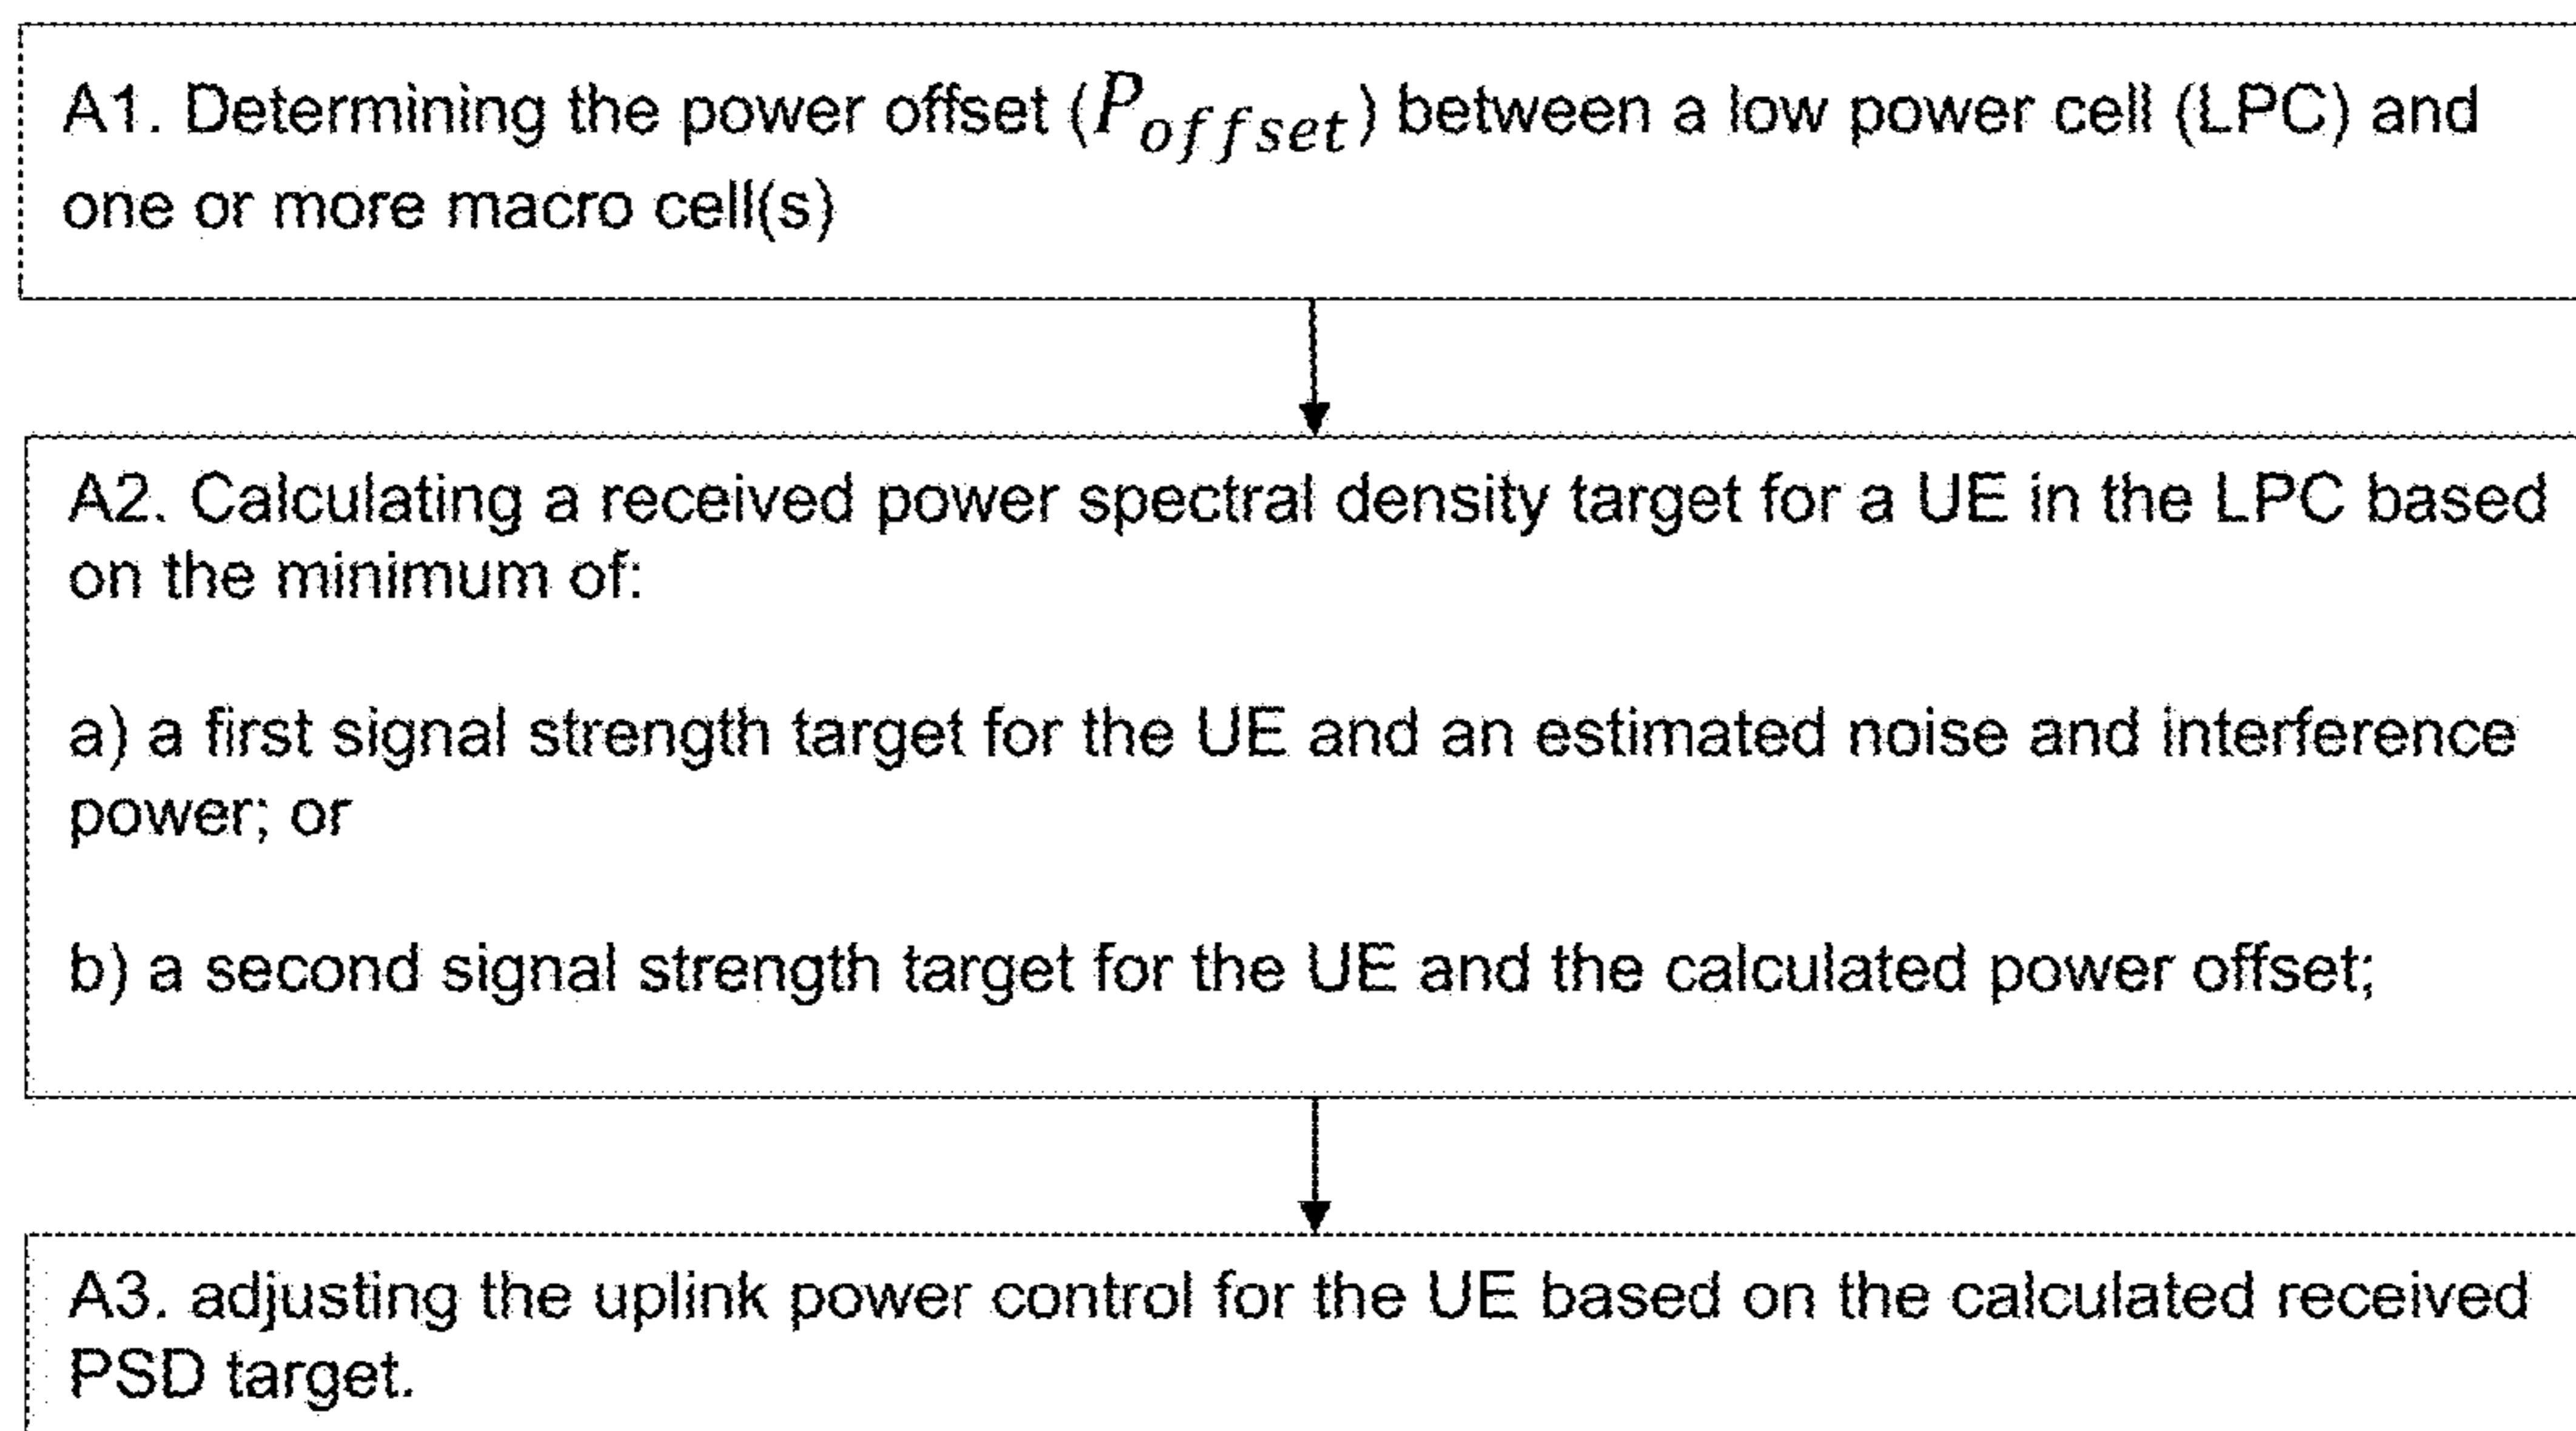 A1. Determining the power offset (P_offset) between a low power cell (LPC) and
one or more macro cell(s)
A2. Calculating a received power spectral density target for a UE in the LPC based
on the minimum of:
a) a first signal strength target for the UE and an estimated noise and interference
power; or
b) a second signal strength target for the UE and the calculated power offset;
A3. adjusting the uplink power control for the UE based on the calculated received
PSD target.